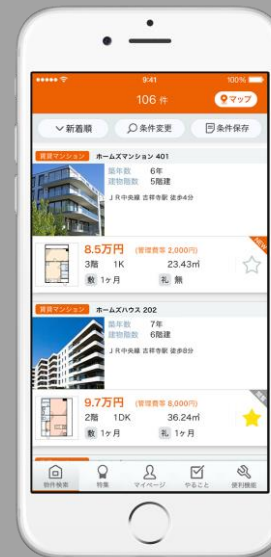 9:41
100%
106 件
マップ
新着順
条件変更
条件保存
賃貸マンション ホームズマンション 401
築年数 6年
建物階数 5階建
JR中央線 吉祥寺駅 徒歩4分
NEW
8.5万円 (管理費等 2,000円)
3階 1K 23.43㎡
敷 1ヶ月 礼 無
賃貸マンション ホームズハウス 202
築年数 7年
建物階数 6階建
JR中央線 吉祥寺駅 徒歩8分
9.7万円 (管理費等 8,000円)
2階 1DK 36.24㎡
敷 1ヶ月 礼 1ヶ月
物件検索
特集
マイページ
やること
便利機能